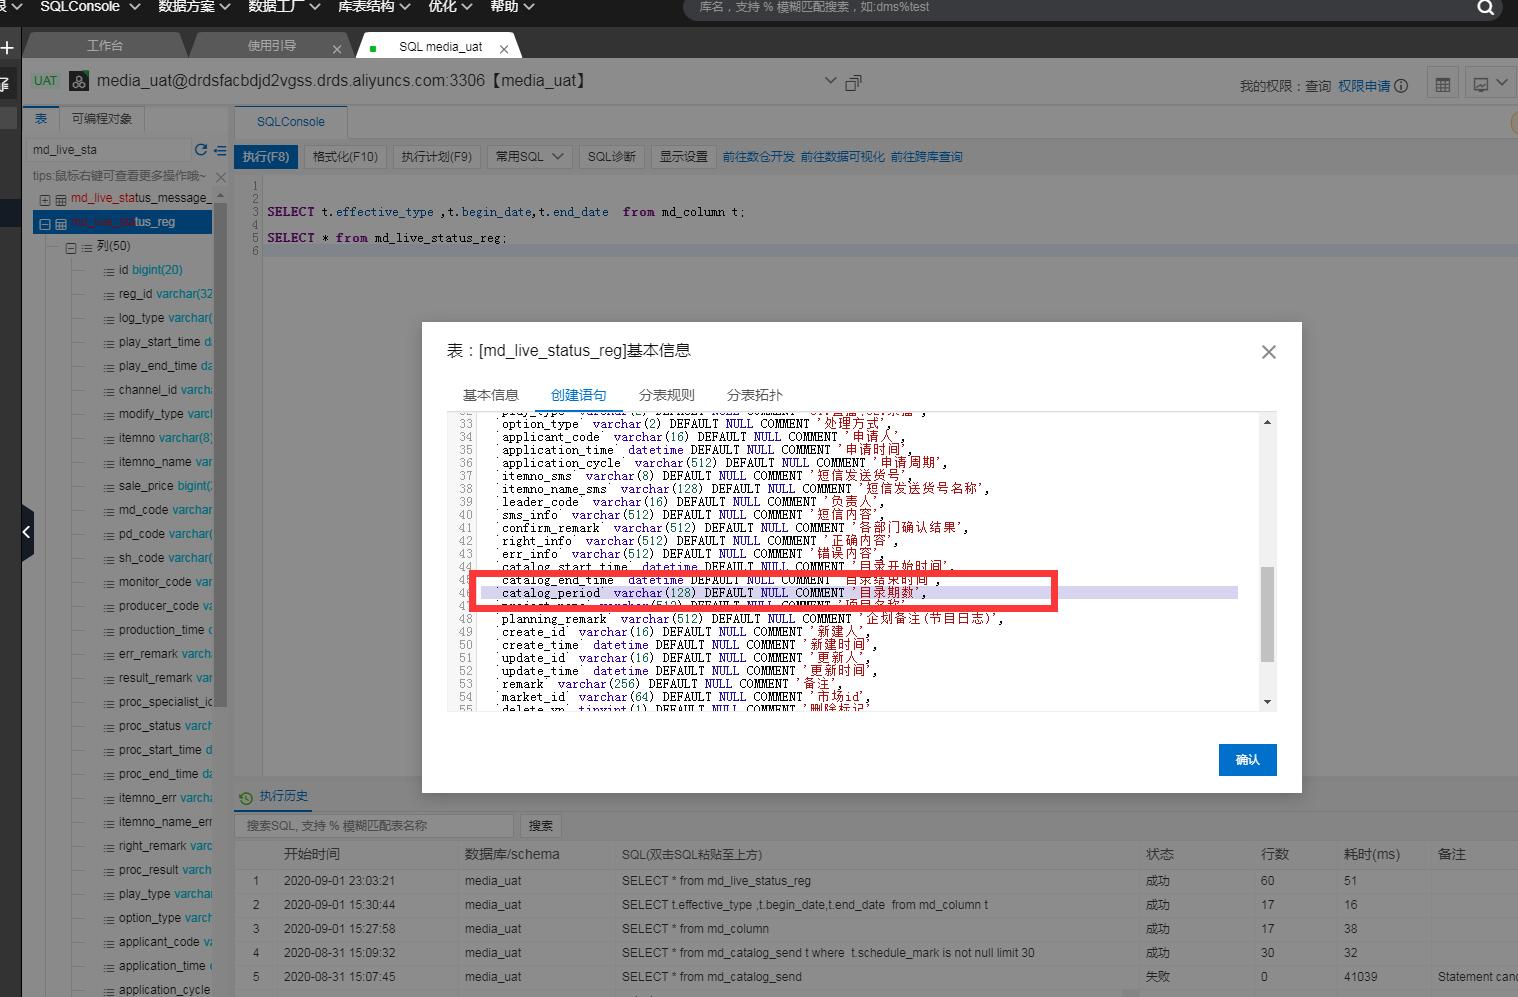 SQLConsole 数据方案 数据工厂 库表结构 优化 帮助 库名，支持 % 模糊匹配搜索，如:dms%test
工作台 使用引导 SQL media_uat
UAT media_uat@drdsfacbdjd2vgss.drds.aliyuncs.com:3306【media_uat】 我的权限：查询 权限申请
表 可编程对象 SQLConsole
md_live_sta
执行(F8) 格式化(F10) 执行计划(F9) 常用SQL SQL诊断 显示设置 前往数仓开发 前往数据可视化 前往跨库查询
tips:鼠标右键可查看更多操作哦~
md_live_status_message_
md_live_status_reg
列(50)
id bigint(20)
reg_id varchar(32
log_type varchar(
play_start_time d
play_end_time da
channel_id varch
modify_type varc
itemno varchar(8)
itemno_name var
sale_price bigint(
md_code varchar(
pd_code varchar(
sh_code varchar(
monitor_code var
producer_code va
production_time d
err_remark varch
result_remark var
proc_specialist_id
proc_status varch
proc_start_time d
proc_end_time da
itemno_err varcha
itemno_name_err
right_remark varc
proc_result varch
play_type varchar
option_type varch
applicant_code va
application_time d
application_cycle
1
2
3 SELECT t.effective_type ,t.begin_date,t.end_date from md_column t;
4
5 SELECT * from md_live_status_reg;
6
表：[md_live_status_reg]基本信息
基本信息 创建语句 分表规则 分表拓扑
33 `option_type` varchar(2) DEFAULT NULL COMMENT '处理方式',
34 `applicant_code` varchar(16) DEFAULT NULL COMMENT '申请人',
35 `application_time` datetime DEFAULT NULL COMMENT '申请时间',
36 `application_cycle` varchar(512) DEFAULT NULL COMMENT '申请周期',
37 `itemno_sms` varchar(8) DEFAULT NULL COMMENT '短信发送货号',
38 `itemno_name_sms` varchar(128) DEFAULT NULL COMMENT '短信发送货号名称',
39 `leader_code` varchar(16) DEFAULT NULL COMMENT '负责人',
40 `sms_info` varchar(512) DEFAULT NULL COMMENT '短信内容',
41 `confirm_remark` varchar(512) DEFAULT NULL COMMENT '各部门确认结果',
42 `right_info` varchar(512) DEFAULT NULL COMMENT '正确内容',
43 `err_info` varchar(512) DEFAULT NULL COMMENT '错误内容',
44 `catalog_start_time` datetime DEFAULT NULL COMMENT '目录开始时间',
45 `catalog_end_time` datetime DEFAULT NULL COMMENT '目录结束时间',
46 `catalog_period` varchar(128) DEFAULT NULL COMMENT '目录期数',
47 `project_name` varchar(512) DEFAULT NULL COMMENT '项目名称',
48 `planning_remark` varchar(512) DEFAULT NULL COMMENT '企划备注(节目日志)',
49 `create_id` varchar(16) DEFAULT NULL COMMENT '新建人',
50 `create_time` datetime DEFAULT NULL COMMENT '新建时间',
51 `update_id` varchar(16) DEFAULT NULL COMMENT '更新人',
52 `update_time` datetime DEFAULT NULL COMMENT '更新时间',
53 `remark` varchar(256) DEFAULT NULL COMMENT '备注',
54 `market_id` varchar(64) DEFAULT NULL COMMENT '市场id',
55 `delete_yn` tinyint(1) DEFAULT NULL COMMENT '删除标记',
确认
执行历史
搜索SQL, 支持 % 模糊匹配表名称 搜索
开始时间 数据库/schema SQL(双击SQL粘贴至上方) 状态 行数 耗时(ms) 备注
1 2020-09-01 23:03:21 media_uat SELECT * from md_live_status_reg 成功 60 51
2 2020-09-01 15:30:44 media_uat SELECT t.effective_type ,t.begin_date,t.end_date from md_column t 成功 17 16
3 2020-09-01 15:27:58 media_uat SELECT * from md_column 成功 17 38
4 2020-08-31 15:09:32 media_uat SELECT * from md_catalog_send t where t.schedule_mark is not null limit 30 成功 30 32
5 2020-08-31 15:07:45 media_uat SELECT * from md_catalog_send 失败 0 41039 Statement canc